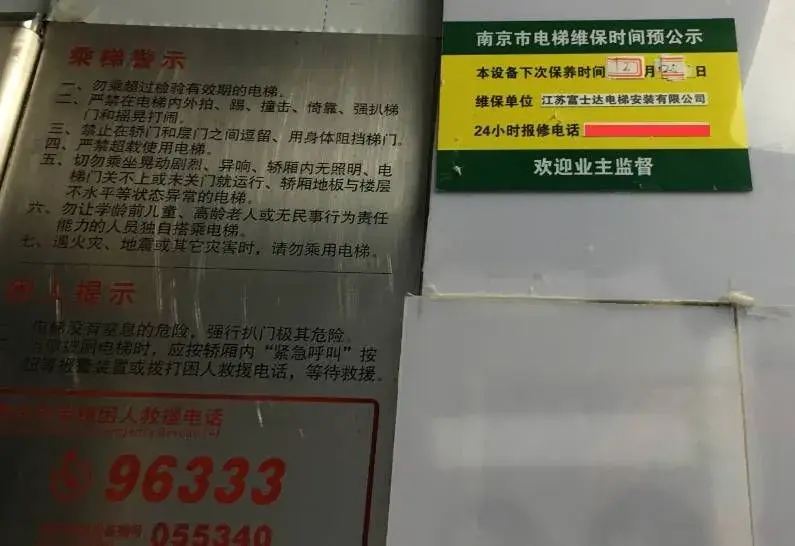 乘梯警示
一、勿乘超过检验有效期的电梯。
二、严禁在电梯内外拍、踢、撞击、倚靠、强扒梯
门和摇晃打闹。
三、禁止在轿门和度门之间逗留、用身体阻挡梯门。
四、严禁超载使用电梯。
五、切勿乘坐晃动剧烈、异响、轿厢内无照明、电
梯门关不上或未关门就运行、轿厢地板与楼层
不水平等状态异常的电梯。
六、勿让学龄前儿童、高龄老人或无民事行为责任
能力的人员独自搭乘电梯。
七、遇火灾、地震或其它灾害时，请勿乘用电梯。
困人提示
电梯没有窒息的危险，强行扒门极其危险。
电梯时，应按轿厢内“紧急呼叫”按
钮等报警装置或拨打困人救援电话，等待救援。
困人救援电话
96333
055340
南京市电梯维保时间预公示
本设备下次保养时间 2 月 日
维保单位 江苏富士达电梯安装有限公司
24小时报修电话
欢迎业主监督